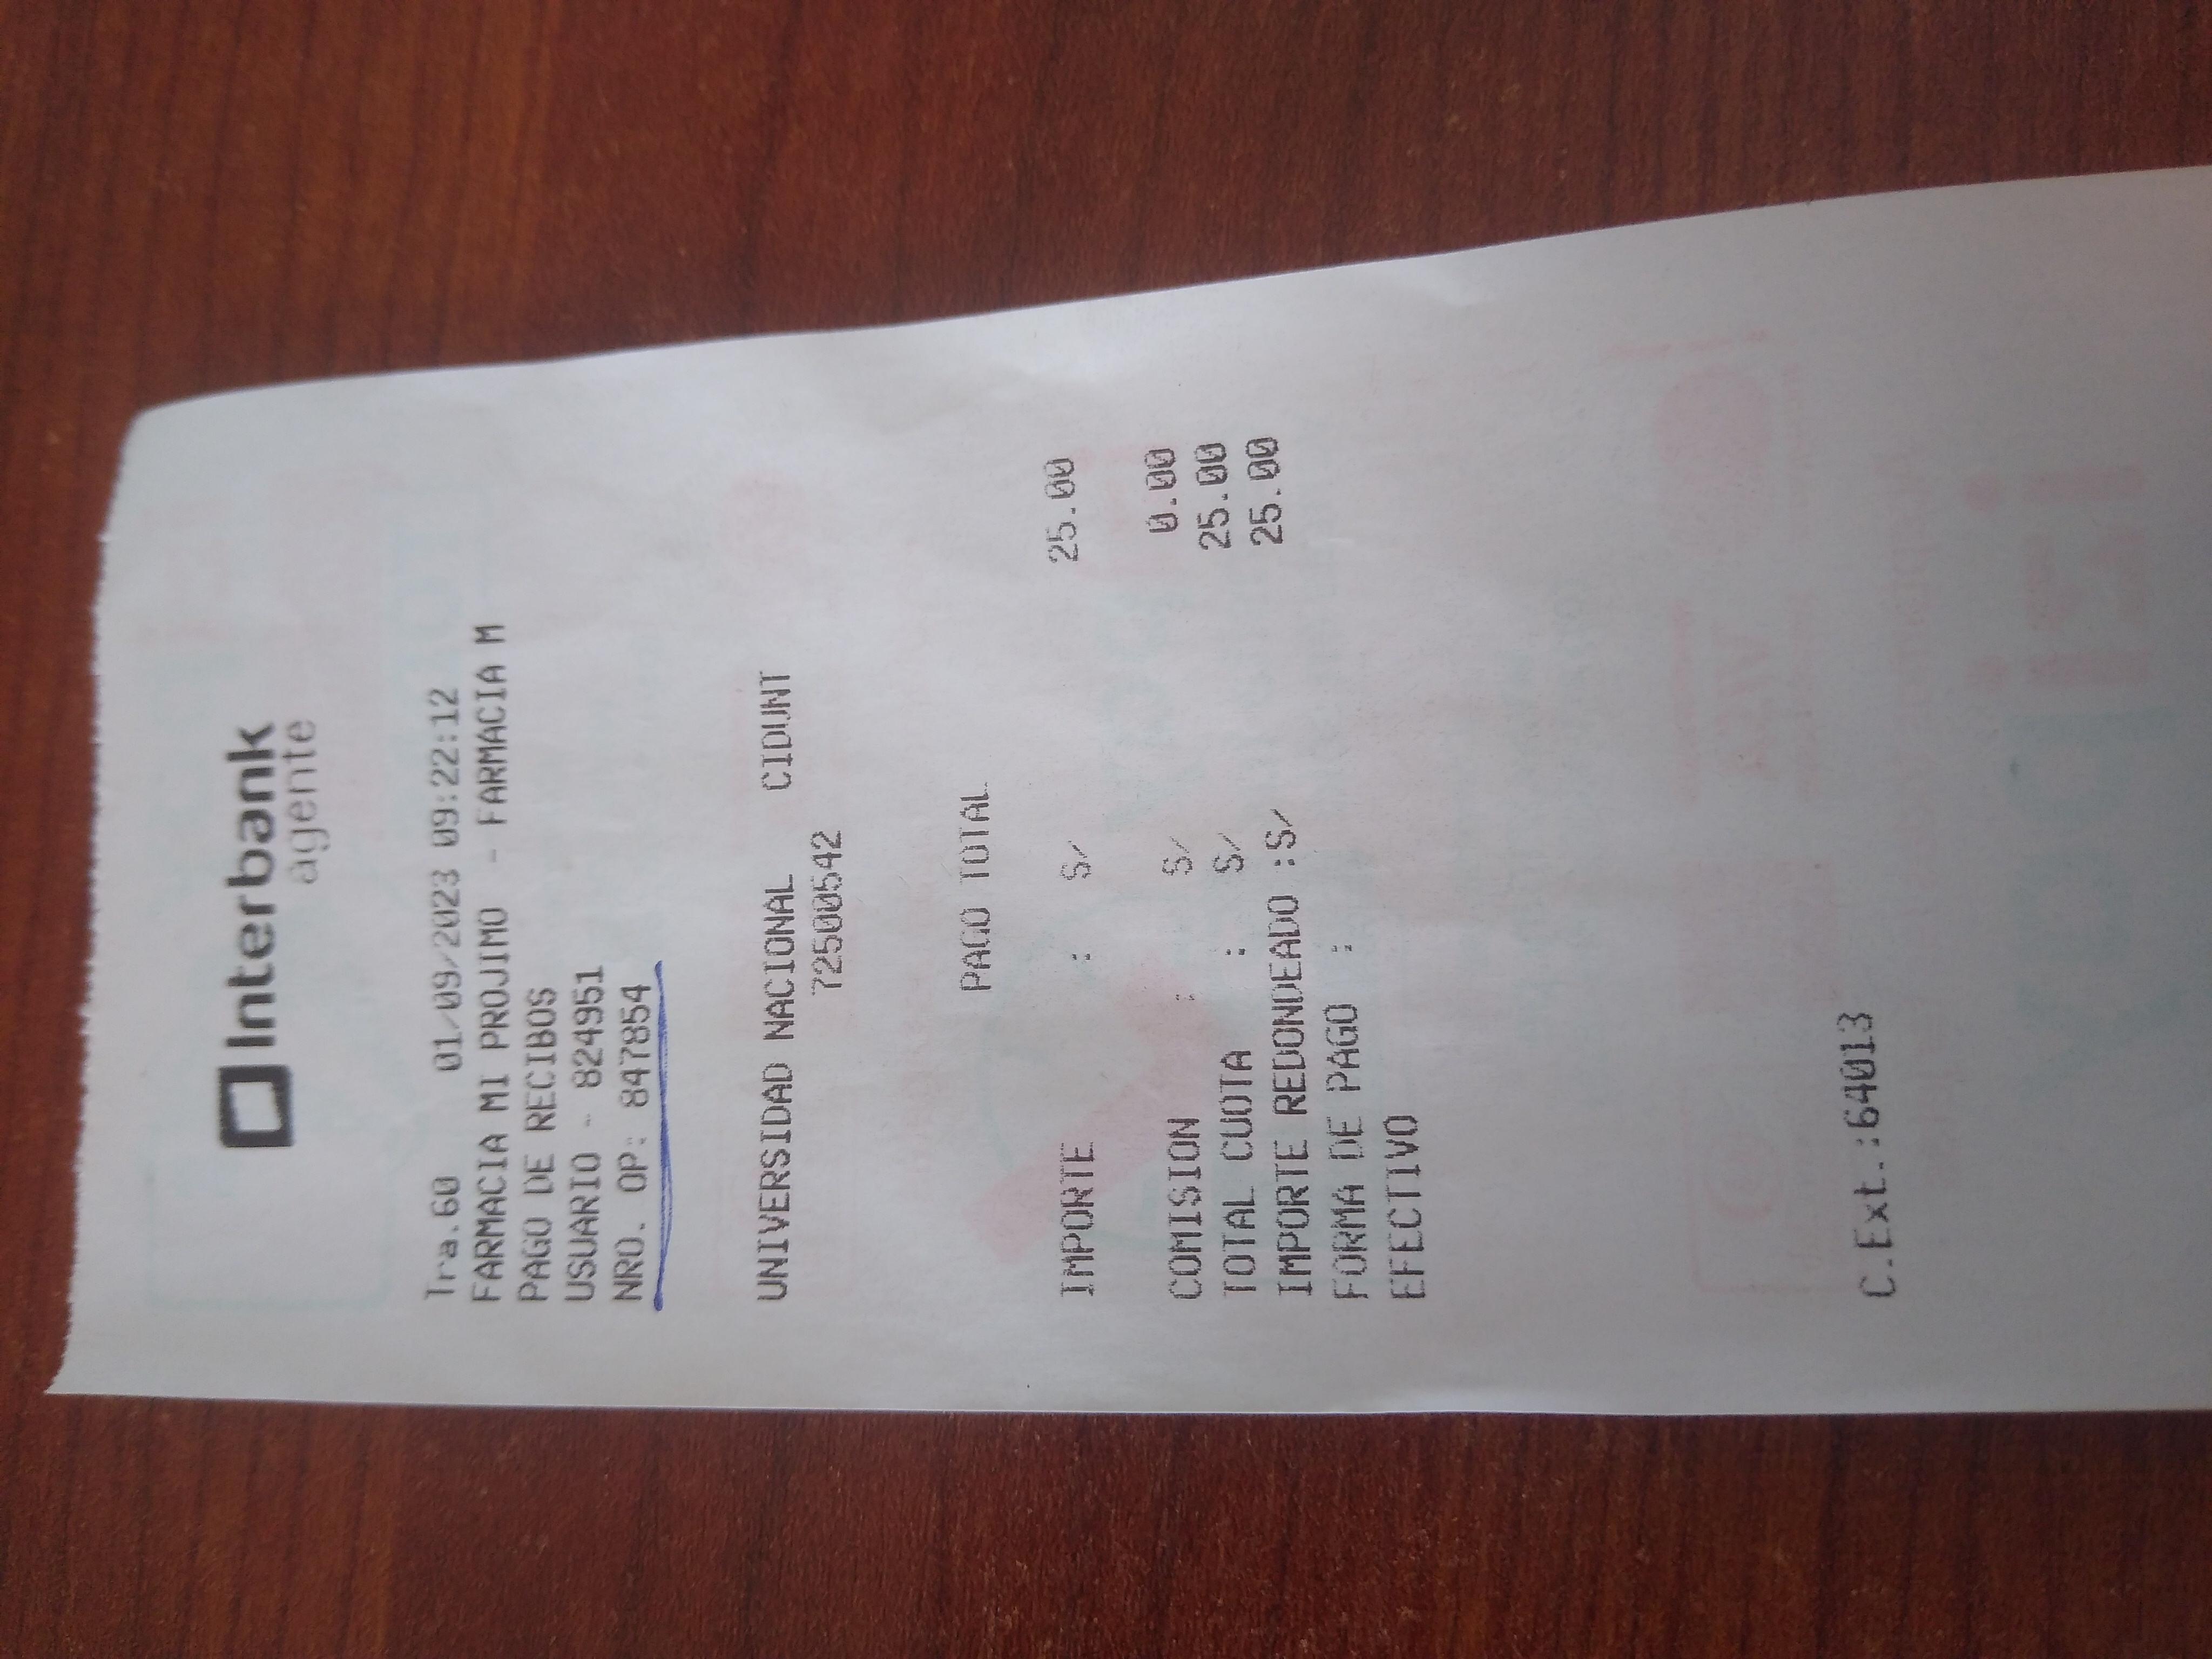 Interbank
agente
Tra.60 01/09/2023 09:22:12
FARMACIA MI PROJIMO - FARMACIA M
PAGO DE RECIBOS
USUARIO - 824951
NRO. OP: 847854
UNIVERSIDAD NACIONAL CIDUNT
72500542
PAGO TOTAL
IMPORTE : S/ 25.00
COMISION : S/ 0.00
TOTAL CUOTA : S/ 25.00
IMPORTE REDONDEADO :S/ 25.00
FORMA DE PAGO :
EFECTIVO
C.Ext.:64013